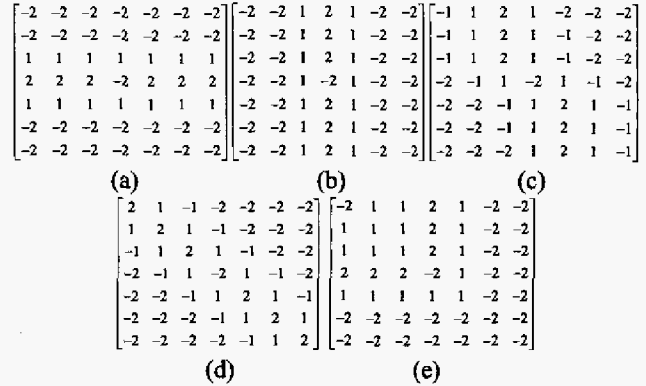 -2 -2 -2 -2 -2 -2 -2
-2 -2 -2 -2 -2 -2 -2
1 1 1 1 1 1 1
2 2 2 -2 2 2 2
1 1 1 1 1 1 1
-2 -2 -2 -2 -2 -2 -2
-2 -2 -2 -2 -2 -2 -2
(a)
-2 -2 1 2 1 -2 -2
-2 -2 1 2 1 -2 -2
-2 -2 1 2 1 -2 -2
-2 -2 1 -2 1 -2 -2
-2 -2 1 2 1 -2 -2
-2 -2 1 2 1 -2 -2
-2 -2 1 2 1 -2 -2
(b)
-1 1 2 1 -2 -2 -2
-1 1 2 1 -1 -2 -2
-1 1 2 1 -1 -2 -2
-2 -1 1 -2 1 -1 -2
-2 -2 -1 1 2 1 -1
-2 -2 -1 1 2 1 -1
-2 -2 -2 1 2 1 -1
(c)
2 1 -1 -2 -2 -2 -2
1 2 1 -1 -2 -2 -2
-1 1 2 1 -1 -2 -2
-2 -1 1 -2 1 -1 -2
-2 -2 -1 1 2 1 -1
-2 -2 -2 -1 1 2 1
-2 -2 -2 -2 -1 1 2
(d)
-2 1 1 2 1 -2 -2
1 1 1 2 1 -2 -2
1 1 1 2 1 -2 -2
2 2 2 -2 1 -2 -2
1 1 1 1 1 -2 -2
-2 -2 -2 -2 -2 -2 -2
-2 -2 -2 -2 -2 -2 -2
(e)